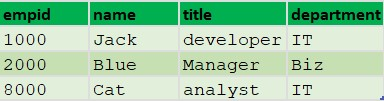 empid name title department
1000 Jack developer IT
2000 Blue Manager Biz
8000 Cat analyst IT